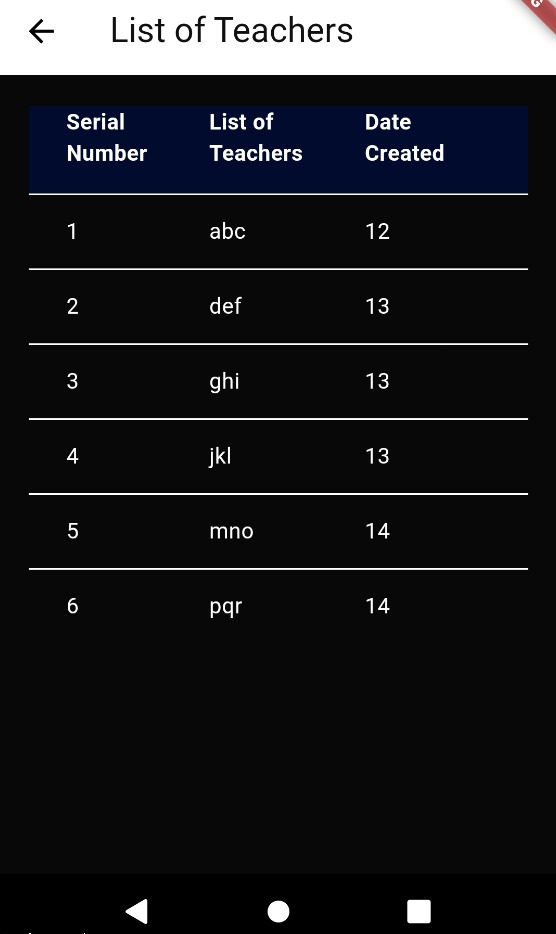 List of Teachers
Serial Number List of Teachers Date Created
1 abc 12
2 def 13
3 ghi 13
4 jkl 13
5 mno 14
6 pqr 14